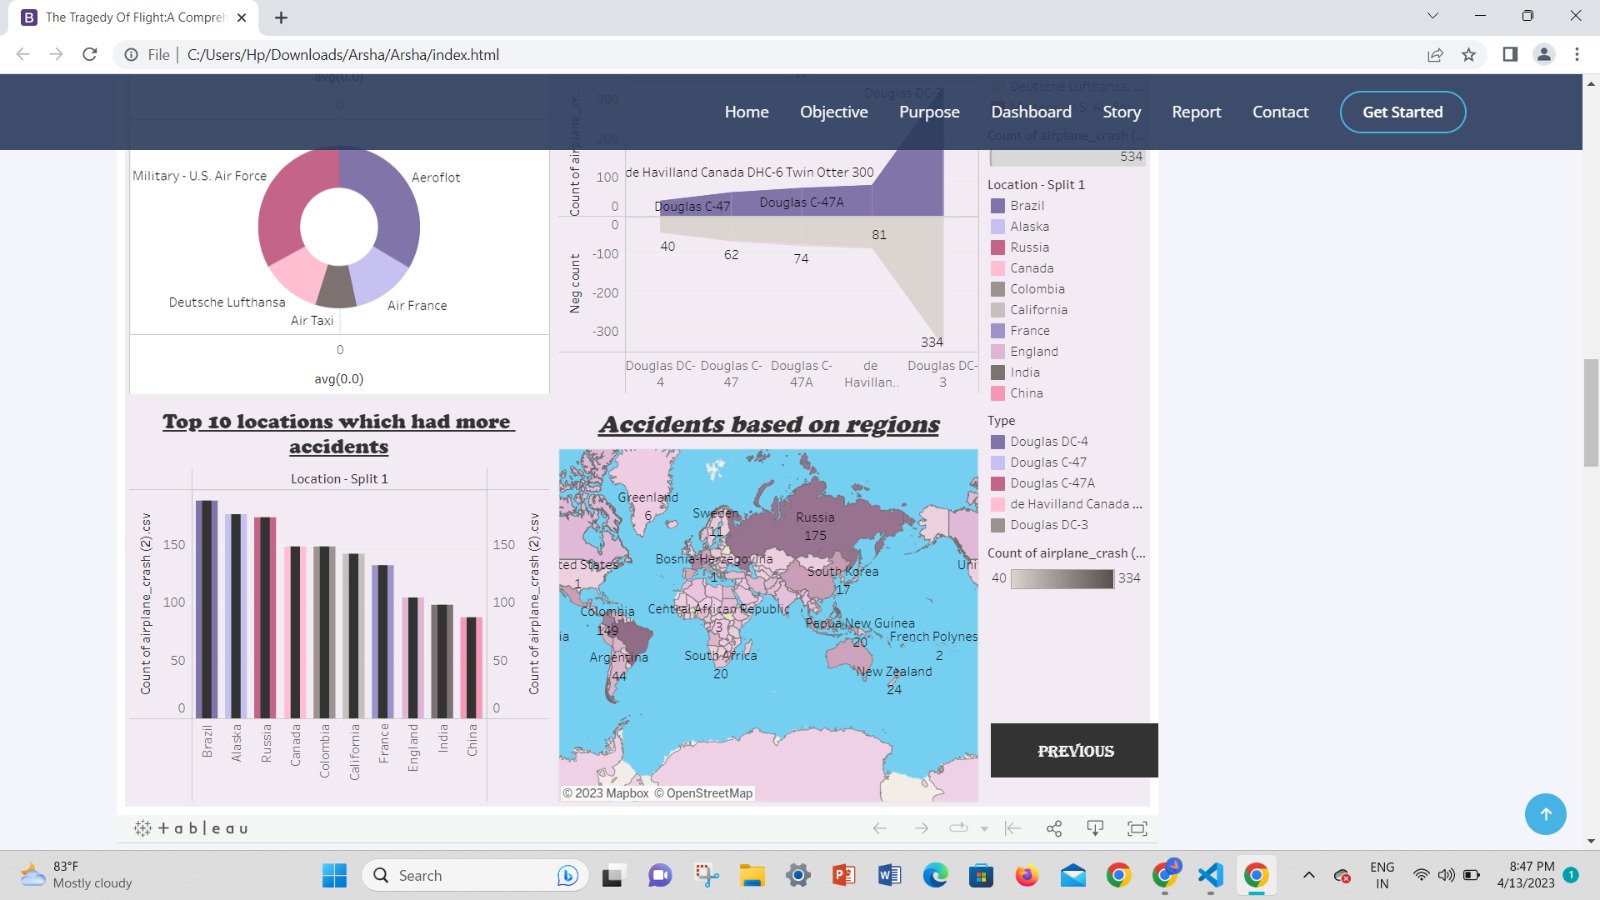 The Tragedy Of Flight:A Compreh
File
C:/Users/Hp/Downloads/Arsha/Arsha/index.html
Home
Objective
Purpose
Dashboard
Story
Report
Contact
Get Started
avg(0.0)
0
Military - U.S. Air Force
Aeroflot
Deutsche Lufthansa
Air France
Air Taxi
0
avg(0.0)
Douglas DC-3
300
200
100
0
Count of airplane_cr...
de Havilland Canada DHC-6 Twin Otter 300
Douglas C-47
Douglas C-47A
0
-100
-200
-300
Neg count
40
62
74
81
334
Douglas DC-
4
Douglas C-
47
Douglas C-
47A
de
Havillan..
Douglas DC-
3
Deutsche Lufthansa, ...
Count of airplane_crash (...
534
Location - Split 1
Brazil
Alaska
Russia
Canada
Colombia
California
France
England
India
China
Type
Douglas DC-4
Douglas C-47
Douglas C-47A
de Havilland Canada ...
Douglas DC-3
Count of airplane_crash (...
40
334
PREVIOUS
Top 10 locations which had more
accidents
Location - Split 1
Count of airplane_crash (2).csv
150
100
50
0
150
100
50
0
Count of airplane_crash (2).csv
Brazil
Alaska
Russia
Canada
Colombia
California
France
England
India
China
Accidents based on regions
Greenland
6
Sweden
11
Russia
175
Bosnia-Herzegovina
1
ted States
1
South Korea
17
Uni
Colombia
149
Central African Republic
3
Papua New Guinea
20
French Polynes
2
ia
Argentina
44
South Africa
20
New Zealand
24
© 2023 Mapbox © OpenStreetMap
+ableau
83°F
Mostly cloudy
Search
ENG
IN
8:47 PM
4/13/2023
1